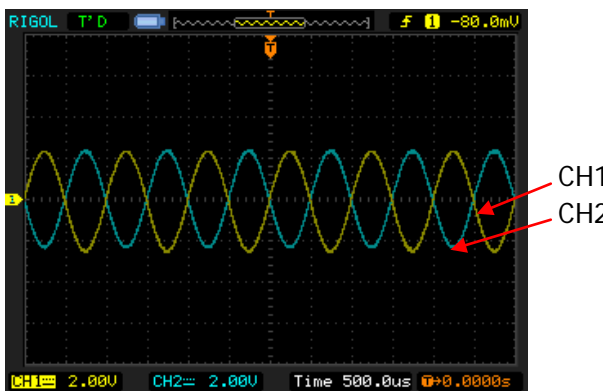 RIGOL T'D T f 1 -80.0mV
T
1
CH1
CH2
CH1 2.00V CH2 2.00V Time 500.0us T→0.0000s